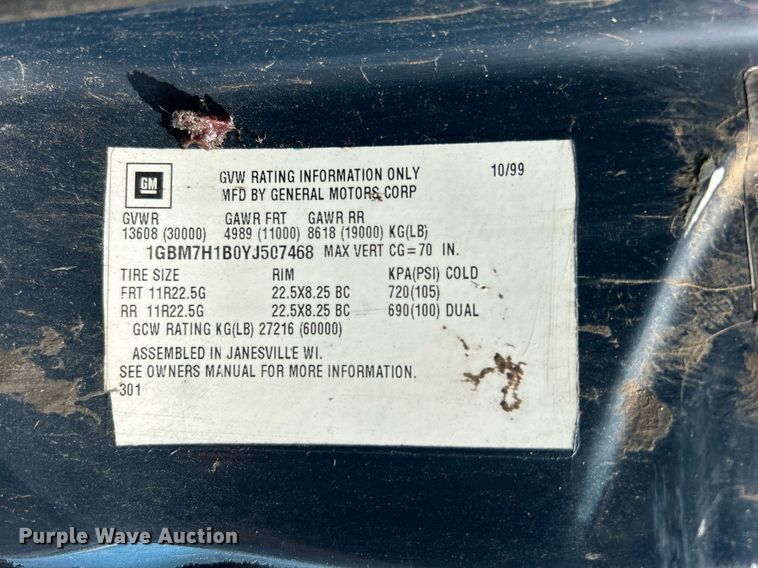 GM GVW RATING INFORMATION ONLY 10/99
MFD BY GENERAL MOTORS CORP
GVWR GAWR FRT GAWR RR
13608 (30000) 4989 (11000) 8618 (19000) KG(LB)
1GBM7H1B0YJ507468 MAX VERT CG=70 IN.
TIRE SIZE RIM KPA(PSI) COLD
FRT 11R22.5G 22.5X8.25 BC 720(105)
RR 11R22.5G 22.5X8.25 BC 690(100) DUAL
GCW RATING KG(LB) 27216 (60000)
ASSEMBLED IN JANESVILLE WI.
SEE OWNERS MANUAL FOR MORE INFORMATION.
301
Purple Wave Auction